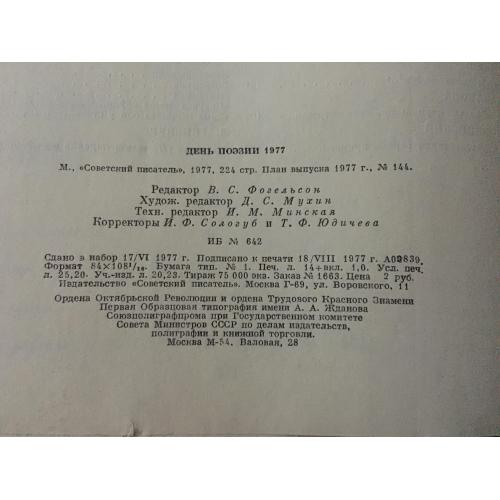 ДЕНЬ ПОЭЗИИ 1977
М., «Советский писатель», 1977, 224 стр. План выпуска 1977 г., № 144.
Редактор В. С. Фогельсон
Худож. редактор Д. С. Мухин
Техн. редактор И. М. Минская
Корректоры И. Ф. Сологуб и Т. Ф. Юдичева
ИБ № 642
Сдано в набор 17/VI 1977 г. Подписано к печати 18/VIII 1977 г. А02839.
Формат 84×108¹/₁₆. Бумага тип. № 1. Печ. л. 14+вкл. 1,0. Усл. печ.
л. 25,20. Уч.-изд. л. 20,23. Тираж 75 000 экз. Заказ № 1663. Цена 2 руб.
Издательство «Советский писатель». Москва Г-69, ул. Воровского, 11
Ордена Октябрьской Революции и ордена Трудового Красного Знамени
Первая Образцовая типография имени А. А. Жданова
Союзполиграфпрома при Государственном комитете
Совета Министров СССР по делам издательств,
полиграфии и книжной торговли.
Москва М-54, Валовая, 28